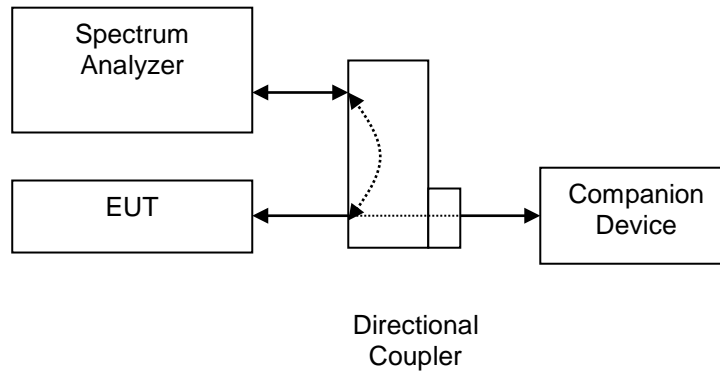 Spectrum
Analyzer
EUT
Companion
Device
Directional
Coupler